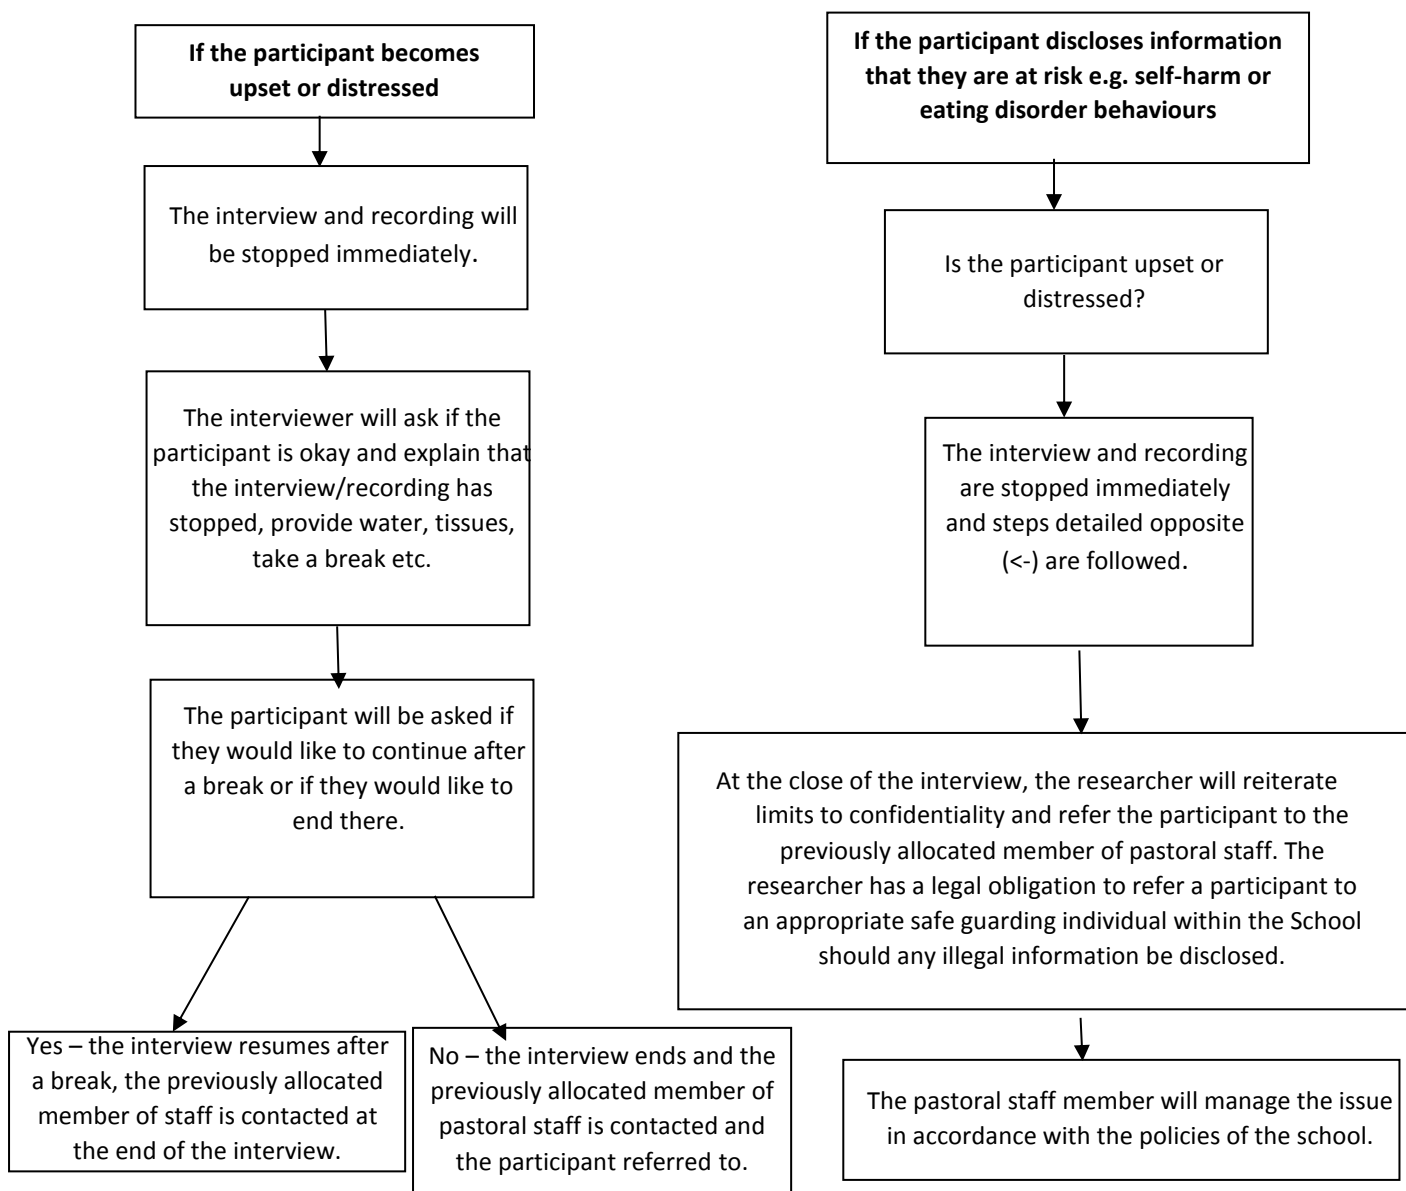 If the participant becomes
upset or distressed
The interview and recording will
be stopped immediately.
The interviewer will ask if the
participant is okay and explain that
the interview/recording has
stopped, provide water, tissues,
take a break etc.
The participant will be asked if
they would like to continue after
a break or if they would like to
end there.
Yes – the interview resumes after
a break, the previously allocated
member of staff is contacted at
the end of the interview.
No – the interview ends and the
previously allocated member of
pastoral staff is contacted and
the participant referred to.
If the participant discloses information
that they are at risk e.g. self-harm or
eating disorder behaviours
Is the participant upset or
distressed?
The interview and recording
are stopped immediately
and steps detailed opposite
(<-) are followed.
At the close of the interview, the researcher will reiterate
limits to confidentiality and refer the participant to the
previously allocated member of pastoral staff. The
researcher has a legal obligation to refer a participant to
an appropriate safe guarding individual within the School
should any illegal information be disclosed.
The pastoral staff member will manage the issue
in accordance with the policies of the school.